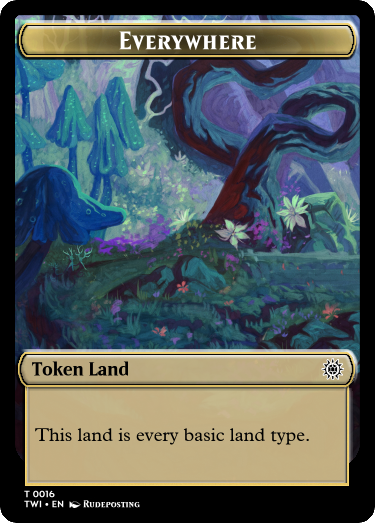 EVERYWHERE
Token Land
This land is every basic land type.
T 0016
TWI • EN RUDEPOSTING